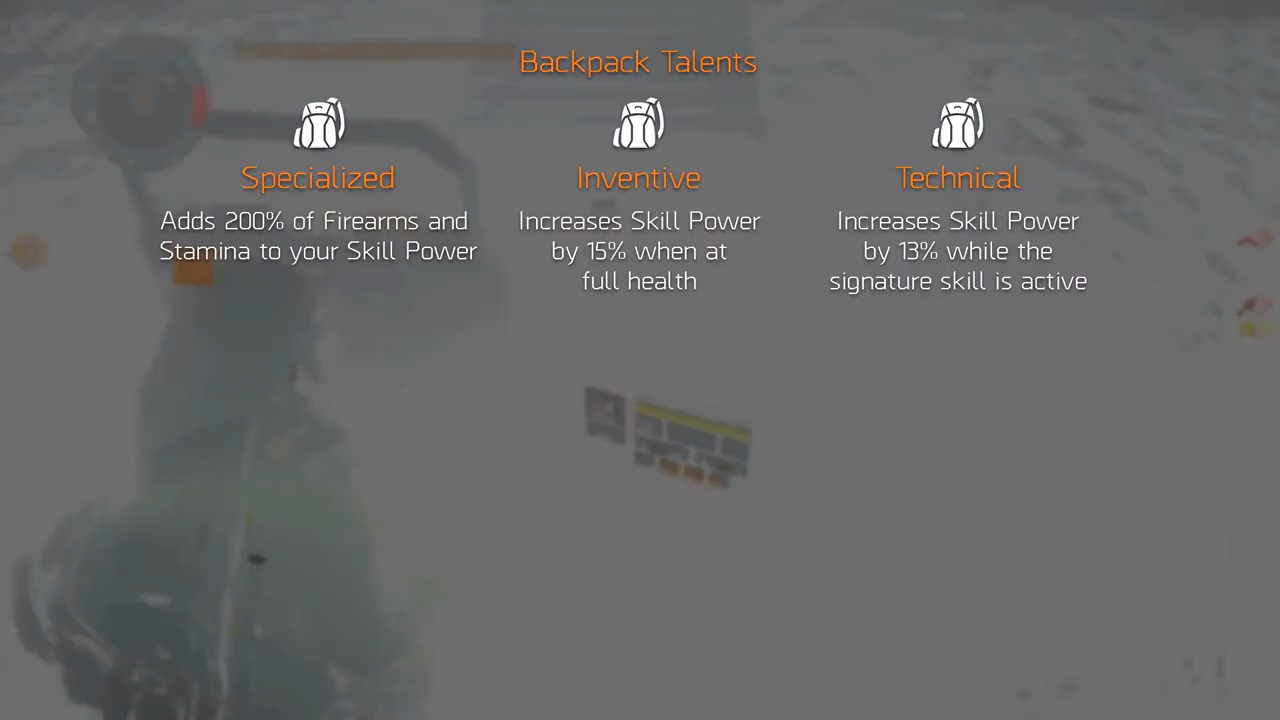 Backpack Talents
Specialized
Adds 200% of Firearms and
Stamina to your Skill Power
Inventive
Increases Skill Power
by 15% when at
full health
Technical
Increases Skill Power
by 13% while the
signature skill is active